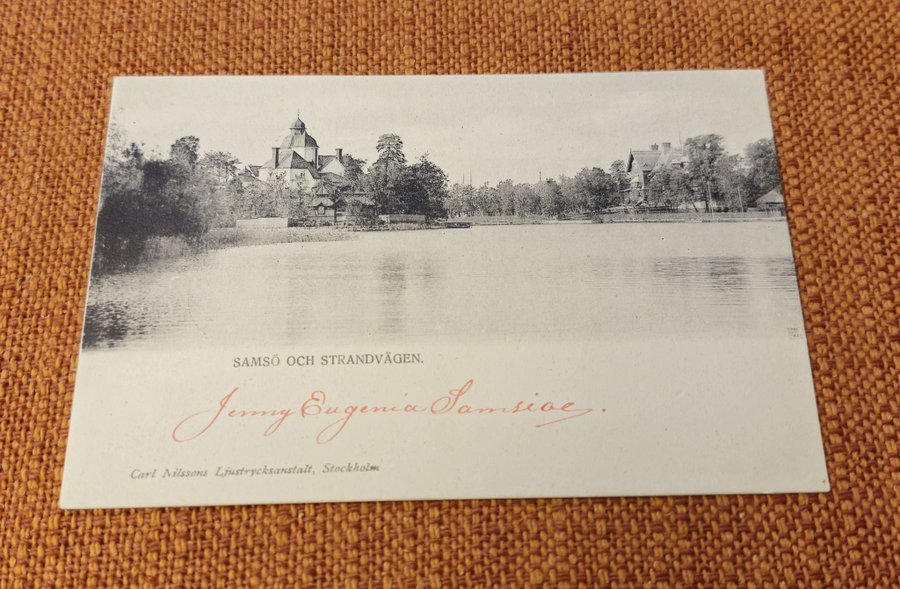 SAMSÖ OCH STRANDVÄGEN.
Jenny Eugenia Samsioe.
Carl Nilssons Ljustrycksanstalt, Stockholm